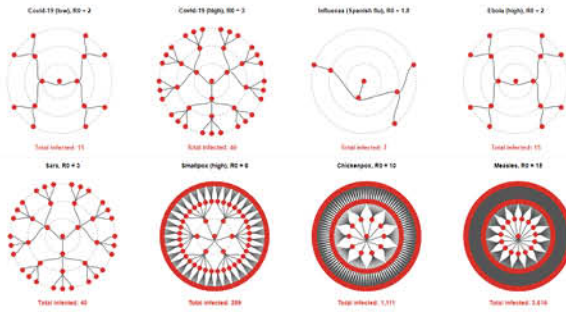 Covid-19 (low), R0 = 2
Covid-19 (high), R0 = 3
Influenza (Spanish flu), R0 = 1.8
Ebola (high), R0 = 2
Total infected: 15
Total infected: 40
Total infected: 7
Total infected: 15
Sars, R0 = 3
Smallpox (high), R0 = 6
Chickenpox, R0 = 10
Measles, R0 = 15
Total infected: 40
Total infected: 259
Total infected: 1,111
Total infected: 3,616